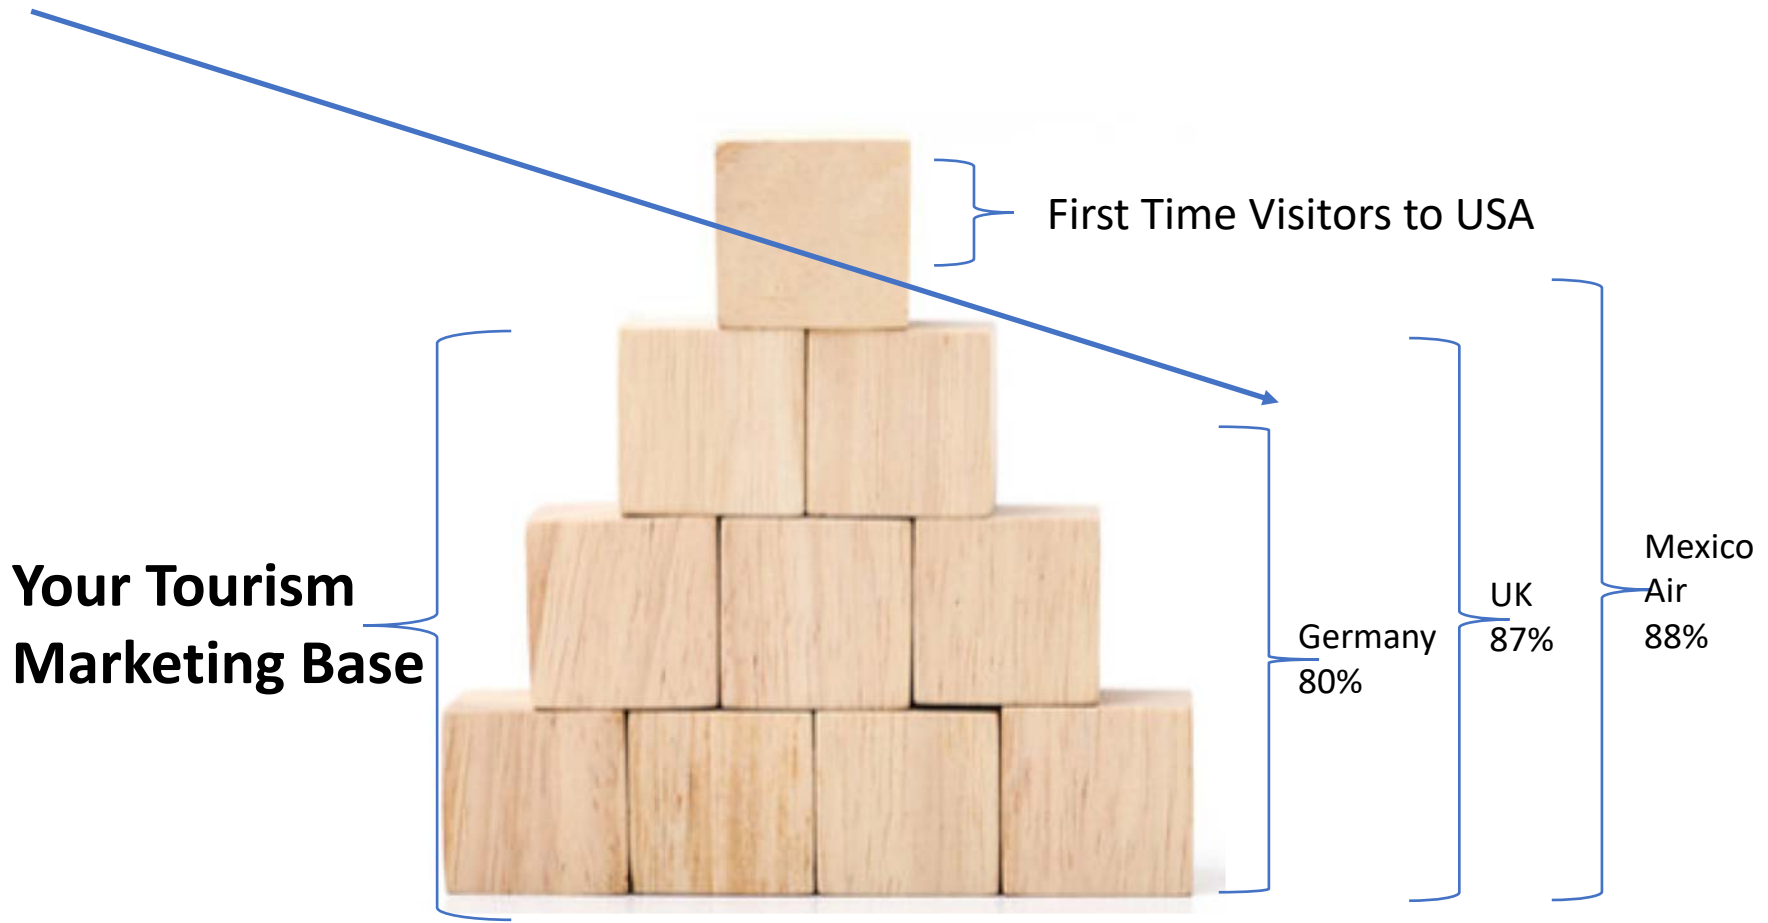 First Time Visitors to USA
Your Tourism
Marketing Base
Germany
80%
UK
87%
Mexico
Air
88%